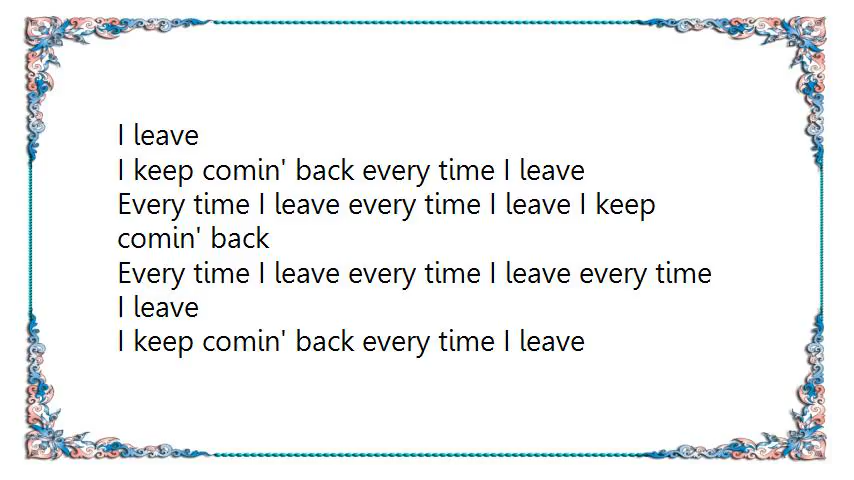 I leave
I keep comin' back every time I leave
Every time I leave every time I leave I keep
comin' back
Every time I leave every time I leave every time
I leave
I keep comin' back every time I leave